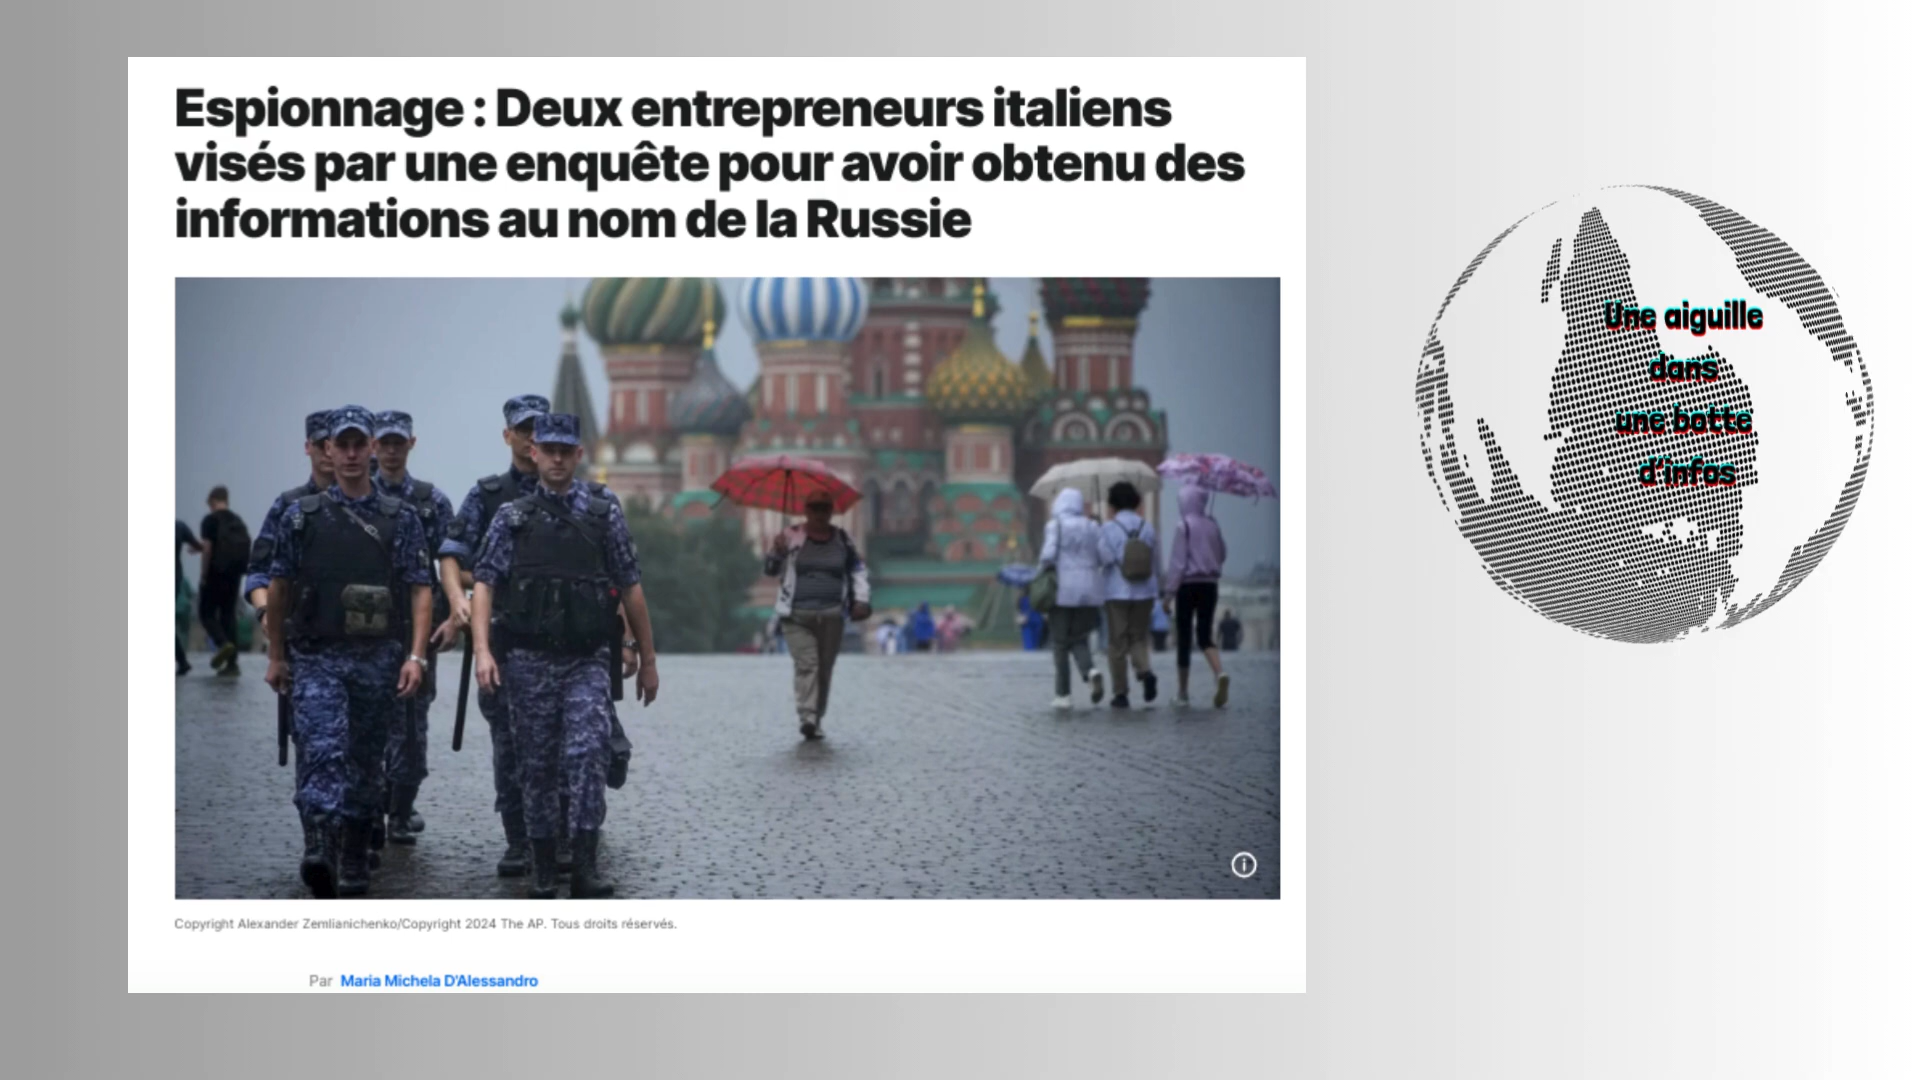 Espionnage : Deux entrepreneurs italiens
visés par une enquête pour avoir obtenu des
informations au nom de la Russie
Copyright Alexander Zemlianichenko/Copyright 2024 The AP. Tous droits réservés.
Par Maria Michela D'Alessandro
Une aiguille
dans
une botte
d'infos